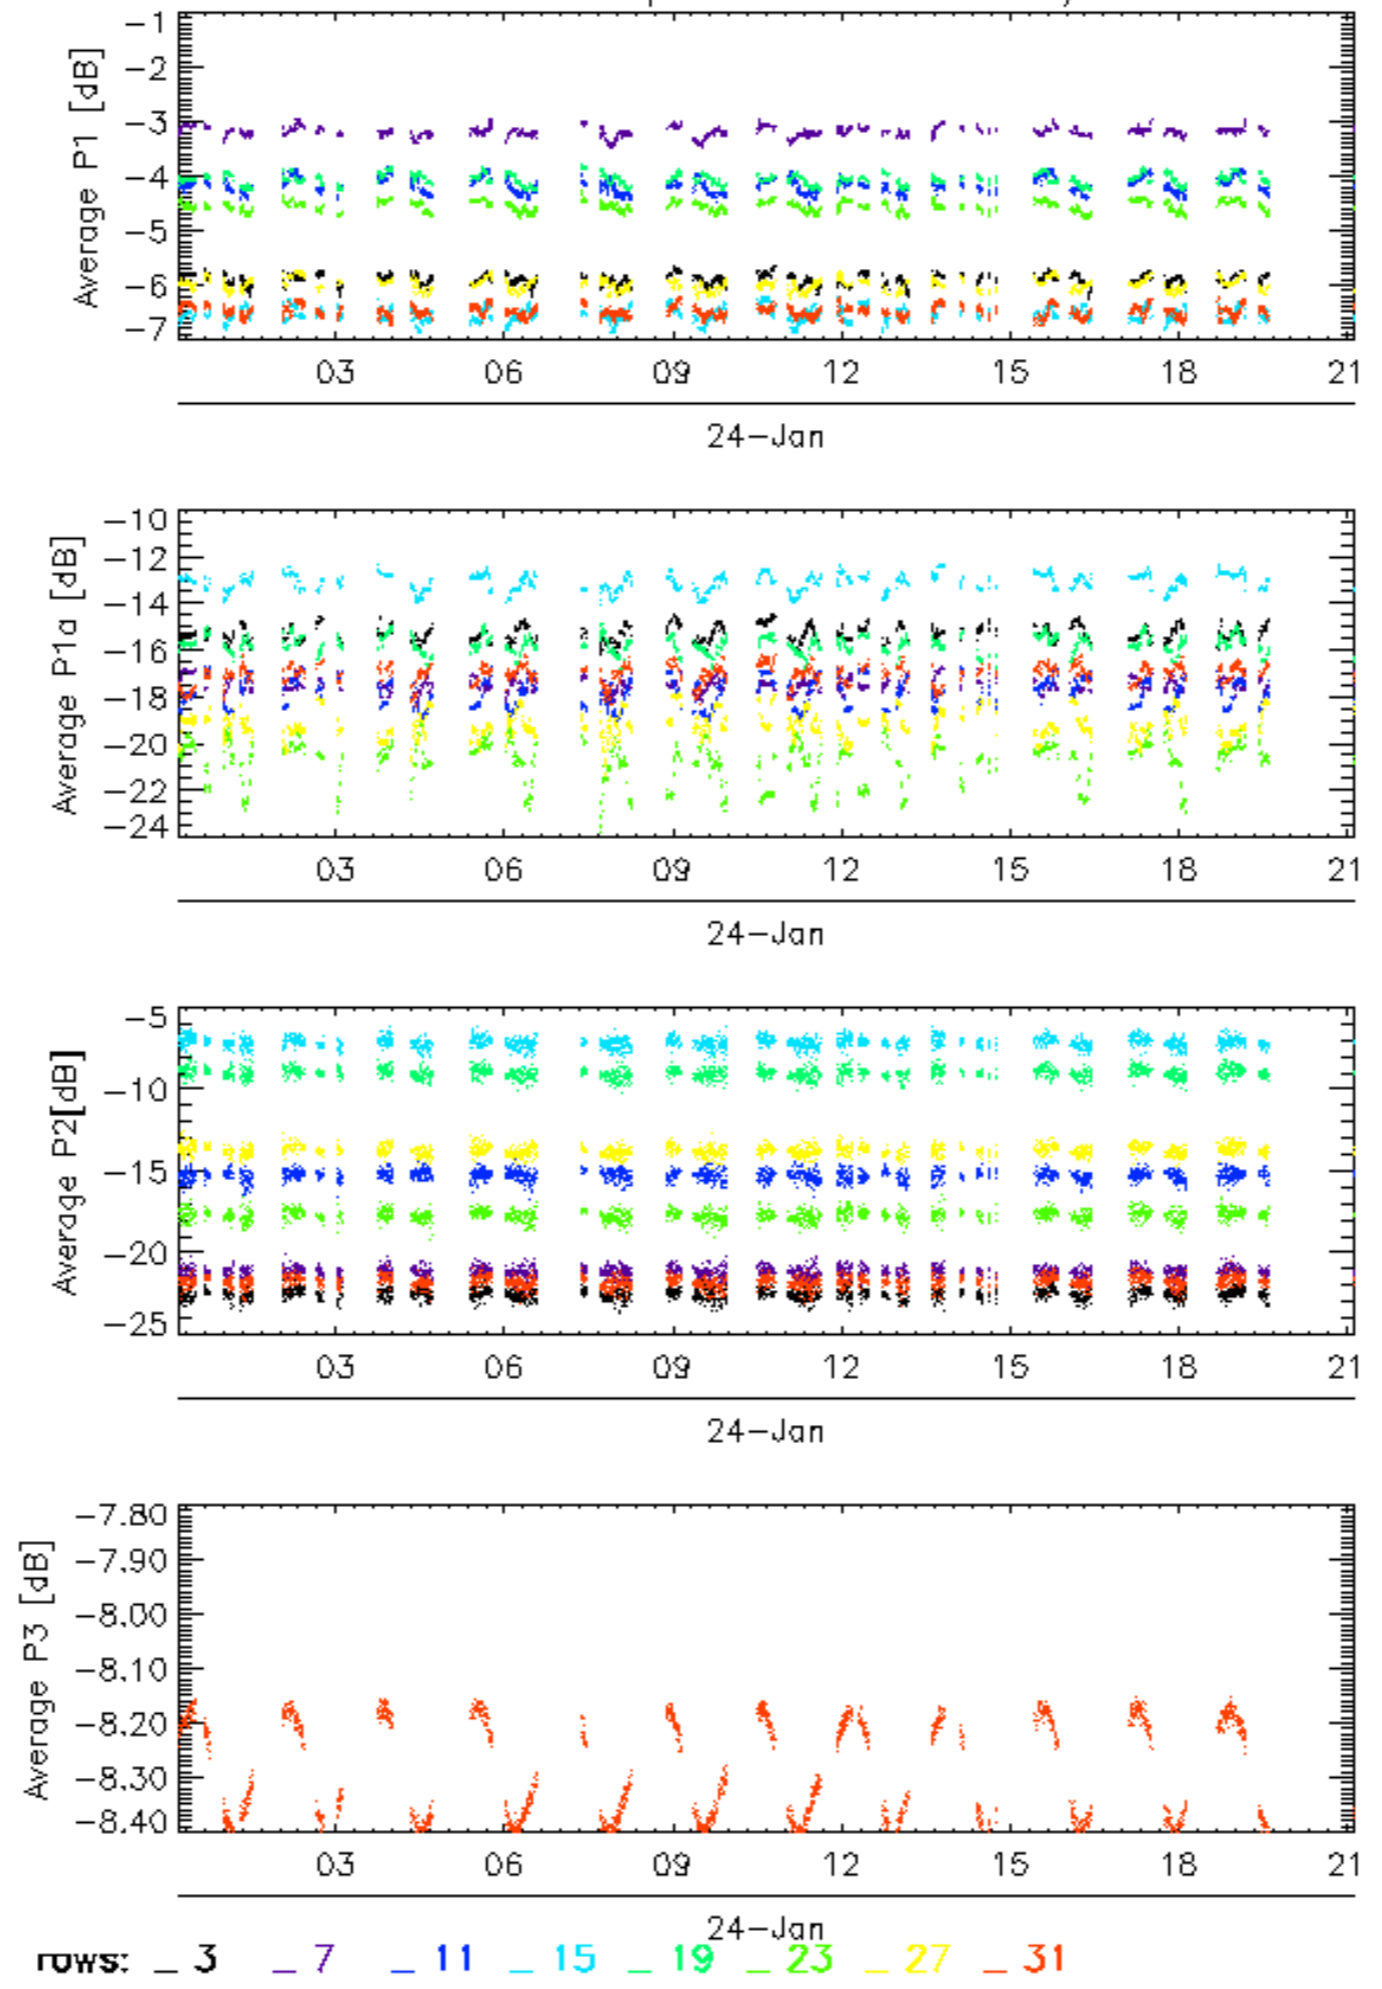 Average P1 [dB]
−1
−2
−3
−4
−5
−6
−7
03 06 09 12 15 18 21
24−Jan
Average P1a [dB]
−10
−12
−14
−16
−18
−20
−22
−24
03 06 09 12 15 18 21
24−Jan
Average P2[dB]
−5
−10
−15
−20
−25
03 06 09 12 15 18 21
24−Jan
Average P3 [dB]
−7.80
−7.90
−8.00
−8.10
−8.20
−8.30
−8.40
03 06 09 12 15 18 21
24−Jan
rows: _ 3 _ 7 _ 11 _ 15 _ 19 _ 23 _ 27 _ 31